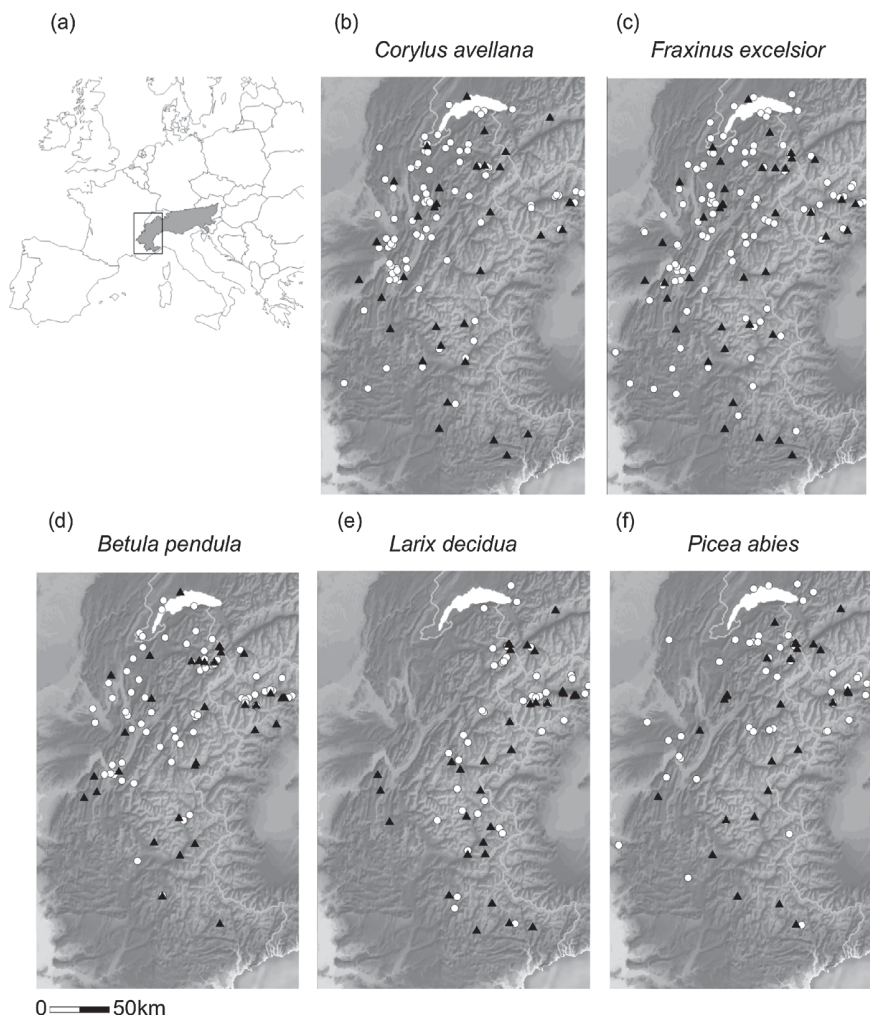 (a)
(b)
Corylus avellana
(c)
Fraxinus excelsior
(d)
Betula pendula
(e)
Larix decidua
(f)
Picea abies
0 50km